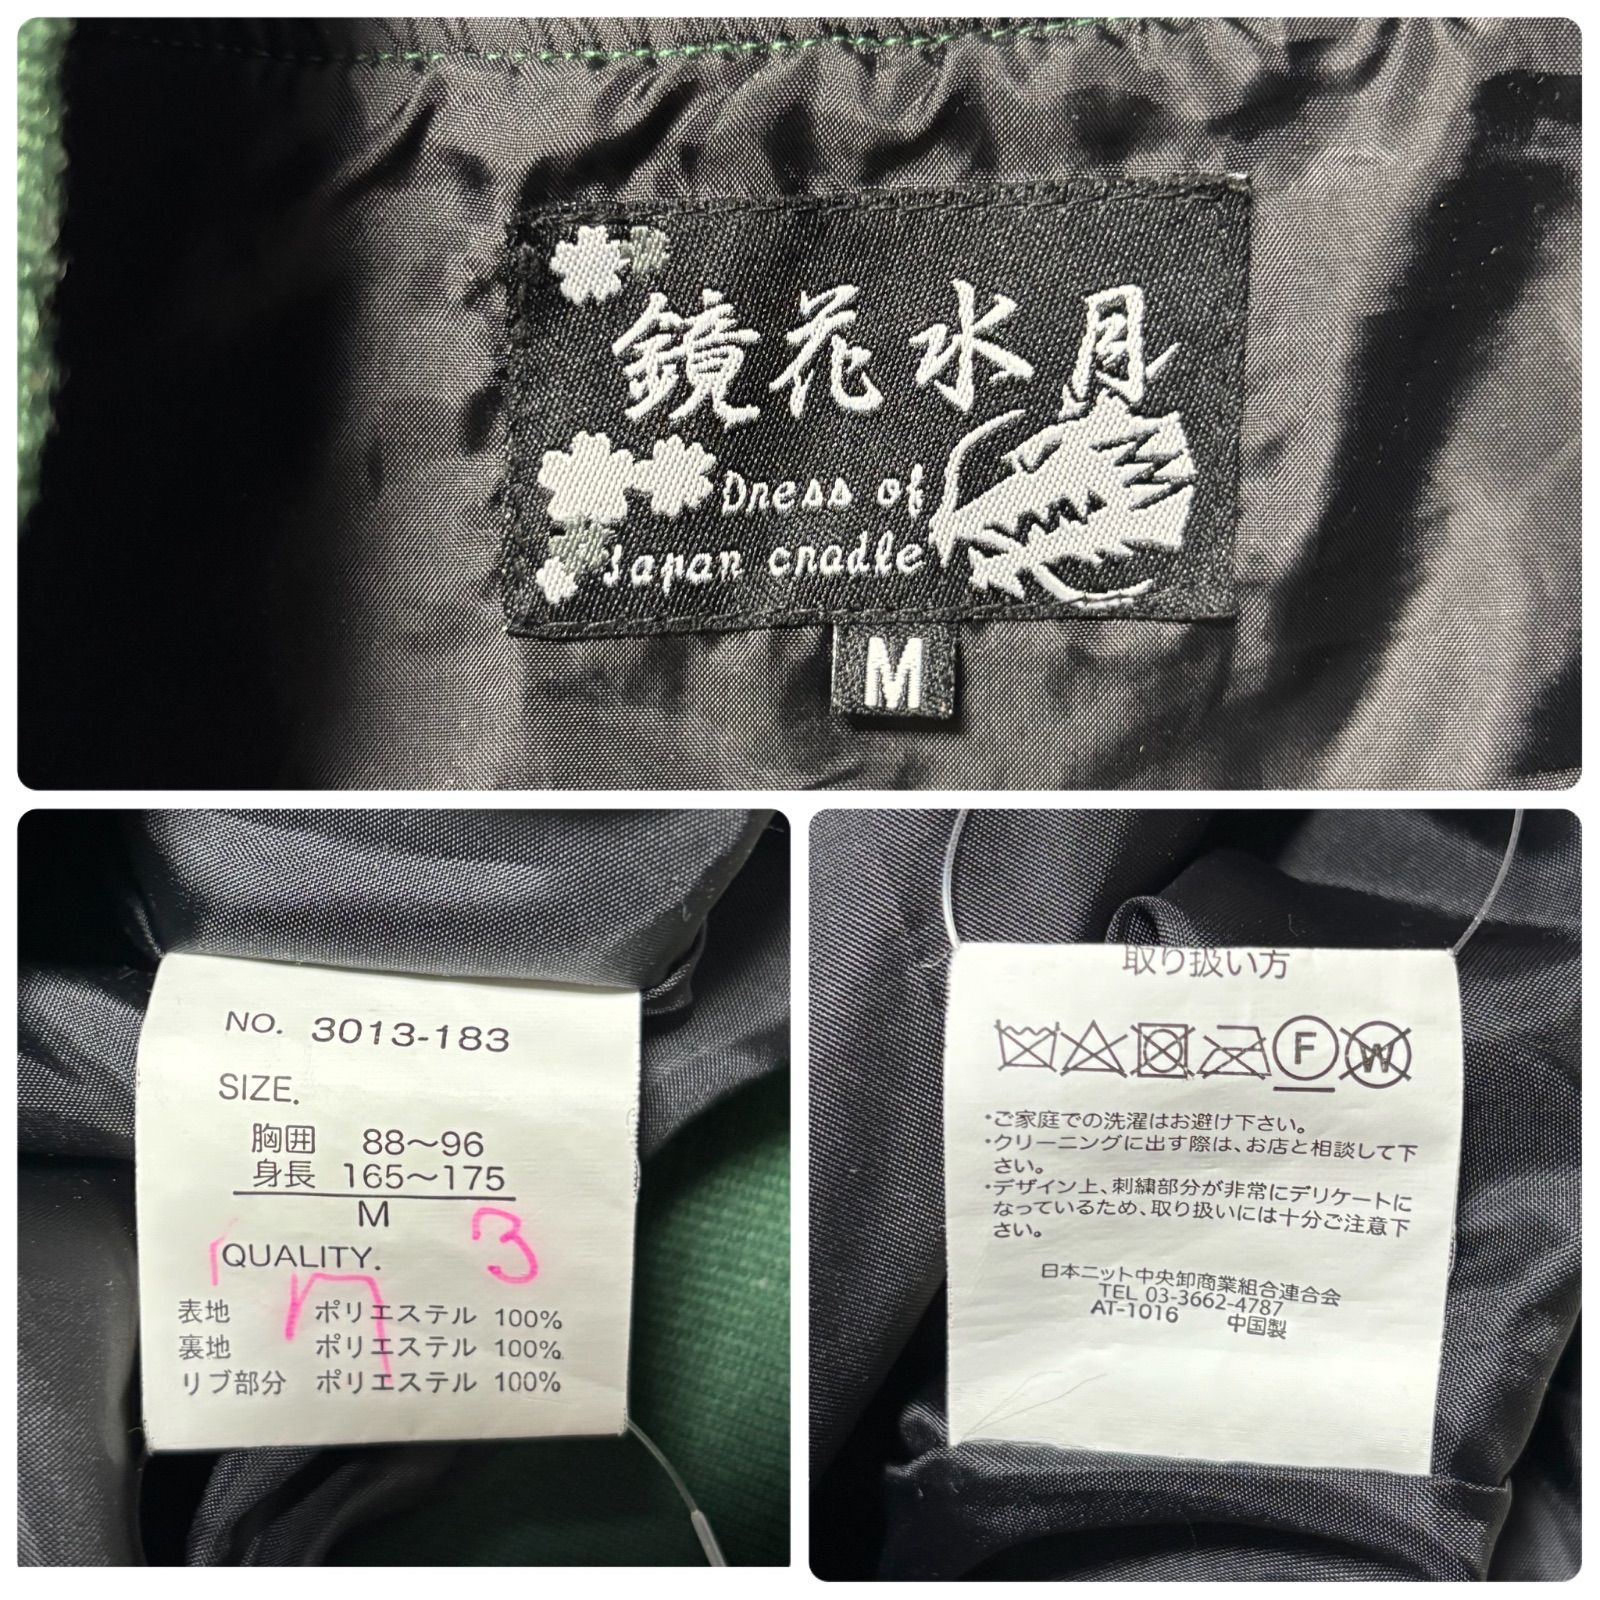 鏡花水月
Dress of
Japan cradle
M
NO. 3013-183
SIZE.
胸囲 88～96
身長 165～175
M
3
QUALITY.
表地 ポリエステル 100%
裏地 ポリエステル 100%
リブ部分 ポリエステル 100%
取り扱い方
F W
・ご家庭での洗濯はお避け下さい。
・クリーニングに出す際は、お店と相談して下
さい。
・デザイン上、刺繍部分が非常にデリケートに
なっているため、取り扱いには十分ご注意下
さい。
日本ニット中央卸商業組合連合会
TEL 03-3662-4787
AT-1016 中国製